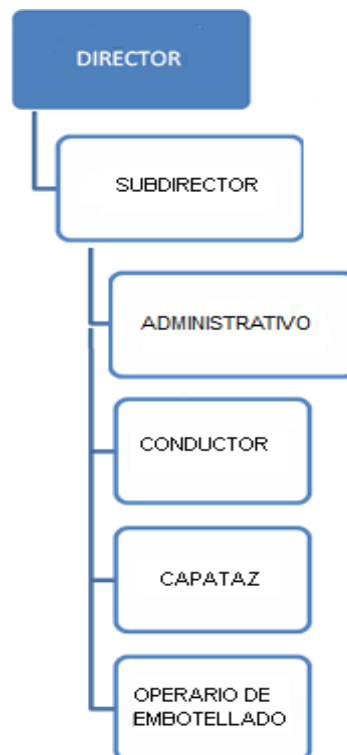 DIRECTOR
SUBDIRECTOR
ADMINISTRATIVO
CONDUCTOR
CAPATAZ
OPERARIO DE
EMBOTELLADO